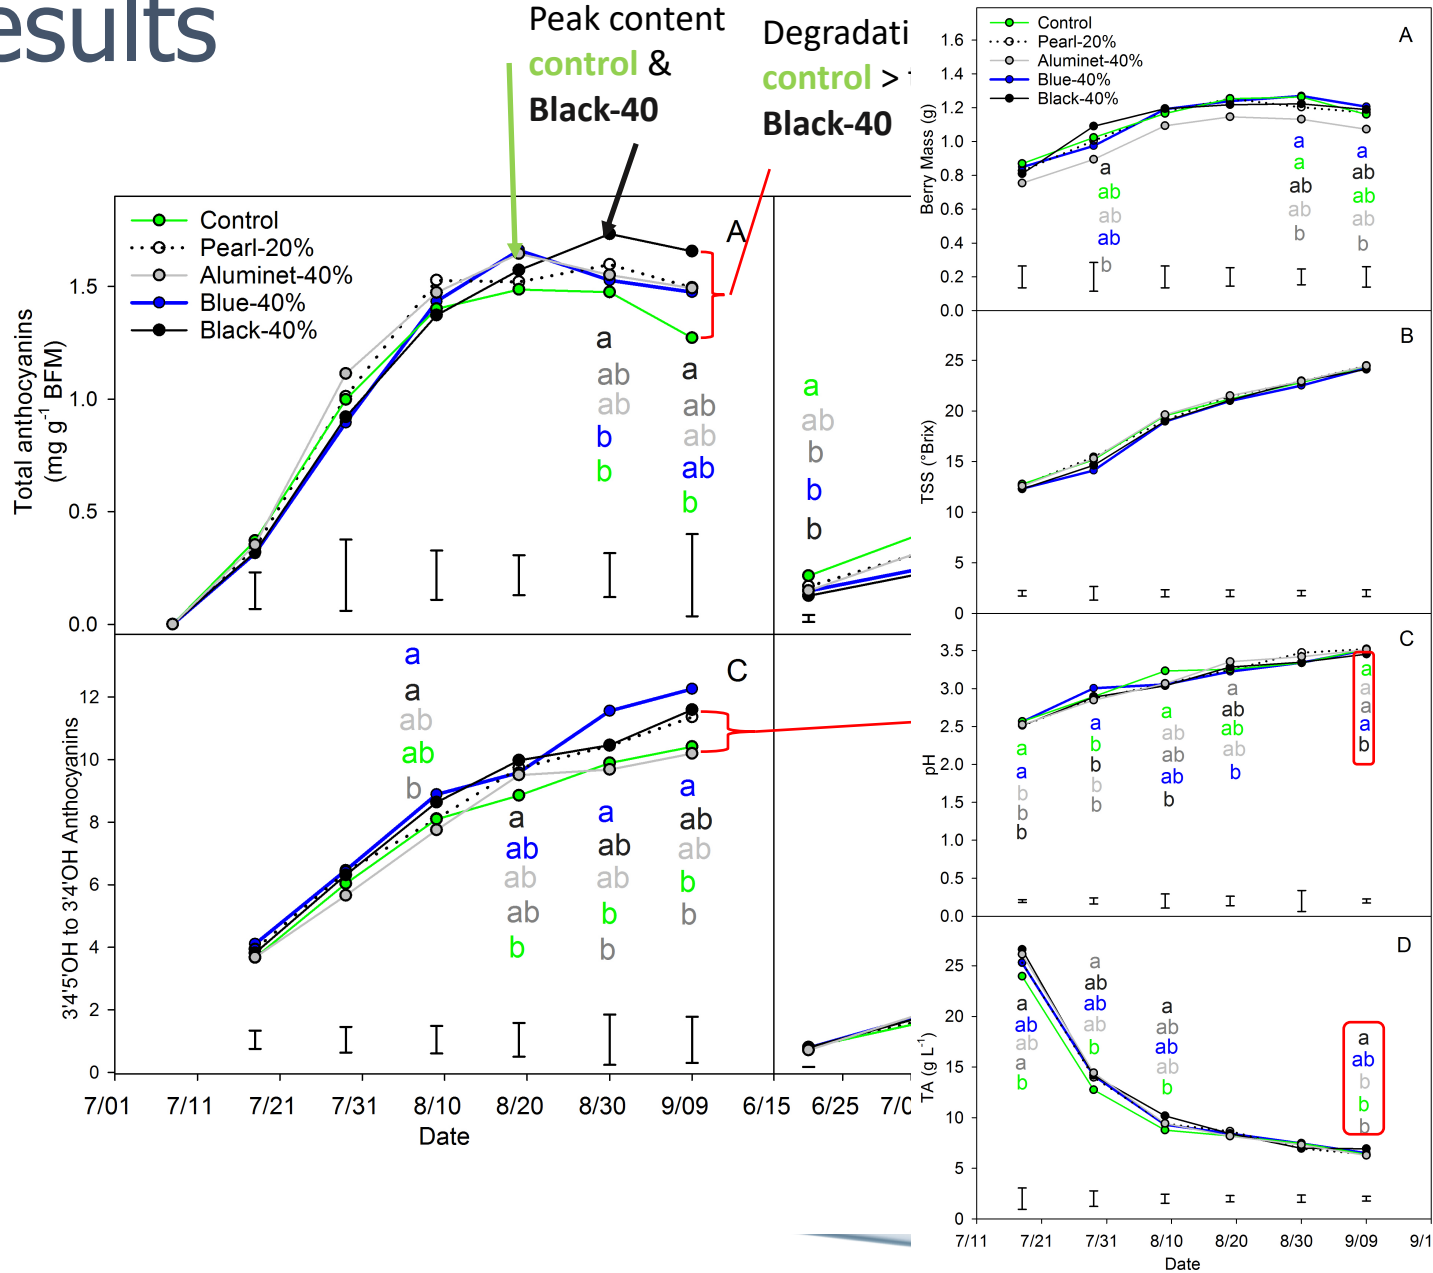 esults
Peak content
control &
Black-40
Degradati
control >
Black-40
Control
Pearl-20%
Aluminet-40%
Blue-40%
Black-40%
A
Total anthocyanins
(mg g⁻¹ BFM)
1.5
1.0
0.5
0.0
a
ab
ab
b
b
a
ab
ab
ab
b
a
ab
b
b
b
C
3'4'5'OH to 3'4'OH Anthocyanins
12
10
8
6
4
2
0
a
a
ab
ab
b
a
ab
ab
ab
b
a
ab
ab
b
b
a
ab
ab
b
b
7/01 7/11 7/21 7/31 8/10 8/20 8/30 9/09 6/15 6/25 7/0
Date
Control
Pearl-20%
Aluminet-40%
Blue-40%
Black-40%
A
Berry Mass (g)
1.6
1.4
1.2
1.0
0.8
0.6
0.4
0.2
0.0
a
ab
ab
ab
b
a
a
ab
ab
b
a
ab
ab
ab
b
B
TSS (°Brix)
25
20
15
10
5
0
C
pH
3.5
3.0
2.5
2.0
1.5
1.0
0.5
0.0
a
a
b
b
b
a
b
b
b
b
a
ab
ab
ab
b
a
ab
ab
ab
b
a
a
a
a
b
D
TA (g L⁻¹)
25
20
15
10
5
0
a
ab
ab
a
b
a
ab
ab
ab
b
a
ab
ab
ab
b
a
ab
b
b
b
7/11 7/21 7/31 8/10 8/20 8/30 9/09 9/1
Date